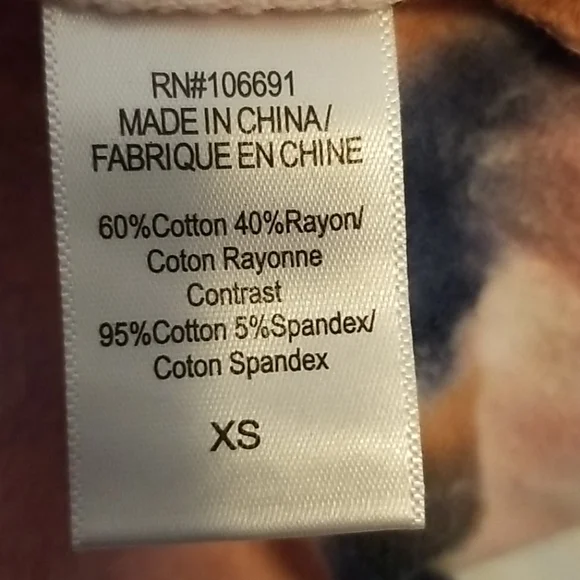 RN#106691
MADE IN CHINA/
FABRIQUE EN CHINE
60%Cotton 40%Rayon/
Coton Rayonne
Contrast
95%Cotton 5%Spandex/
Coton Spandex
XS